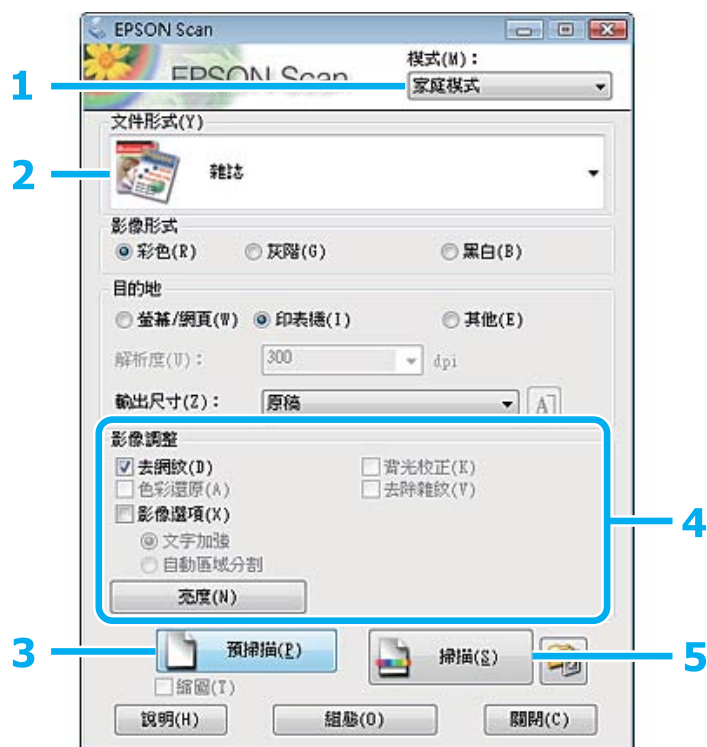 EPSON Scan
EPSON Scan
模式(M)：
1
家庭模式
文件形式(Y)
2
雜誌
影像形式
彩色(R) 灰階(G) 黑白(B)
目的地
螢幕/網頁(W) 印表機(I) 其他(E)
解析度(U)： 300 dpi
輸出尺寸(Z)： 原稿 A
影像調整
去網紋(D) 背光校正(K)
色彩還原(A) 去除雜紋(V)
影像選項(X)
4
文字加強
自動區域分割
亮度(N)
3
預掃描(P) 掃描(S)
5
縮圖(T)
說明(H) 組態(O) 關閉(C)